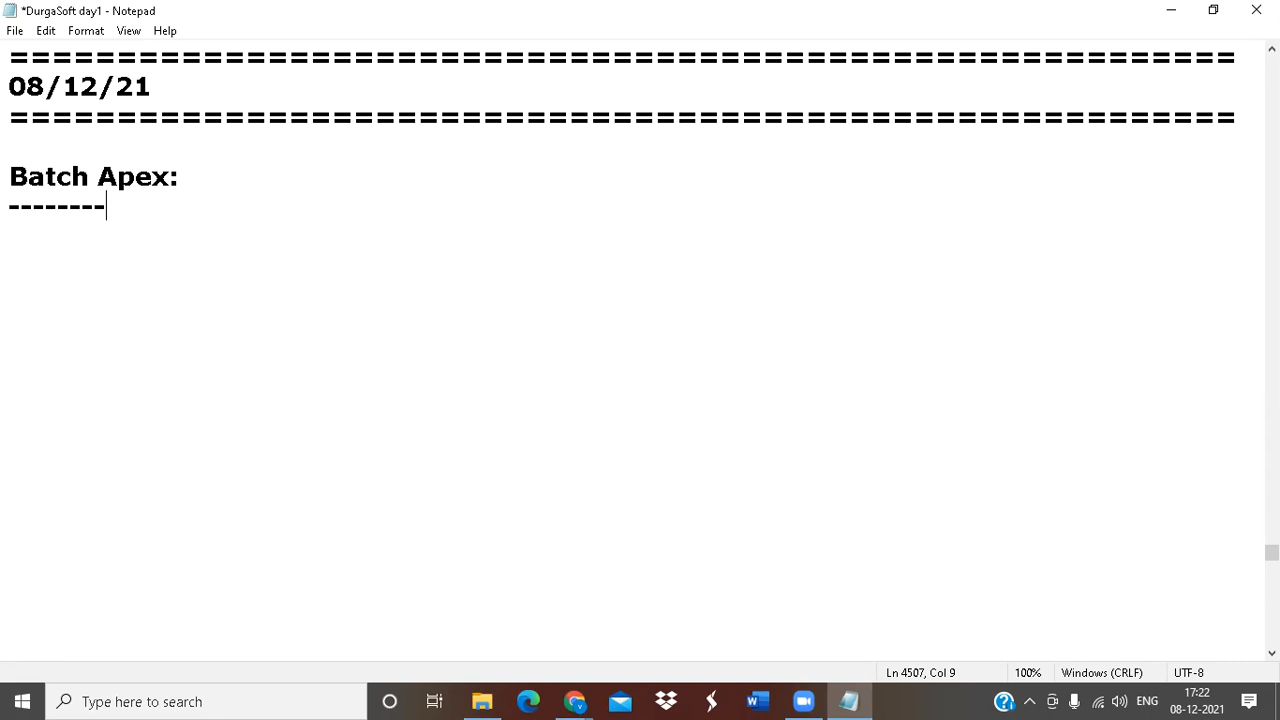 *DurgaSoft day1 - Notepad
File Edit Format View Help
=========================================================
08/12/21
=========================================================
Batch Apex:
--------
Ln 4507, Col 9 100% Windows (CRLF) UTF-8
Type here to search
ENG
17:22
08-12-2021